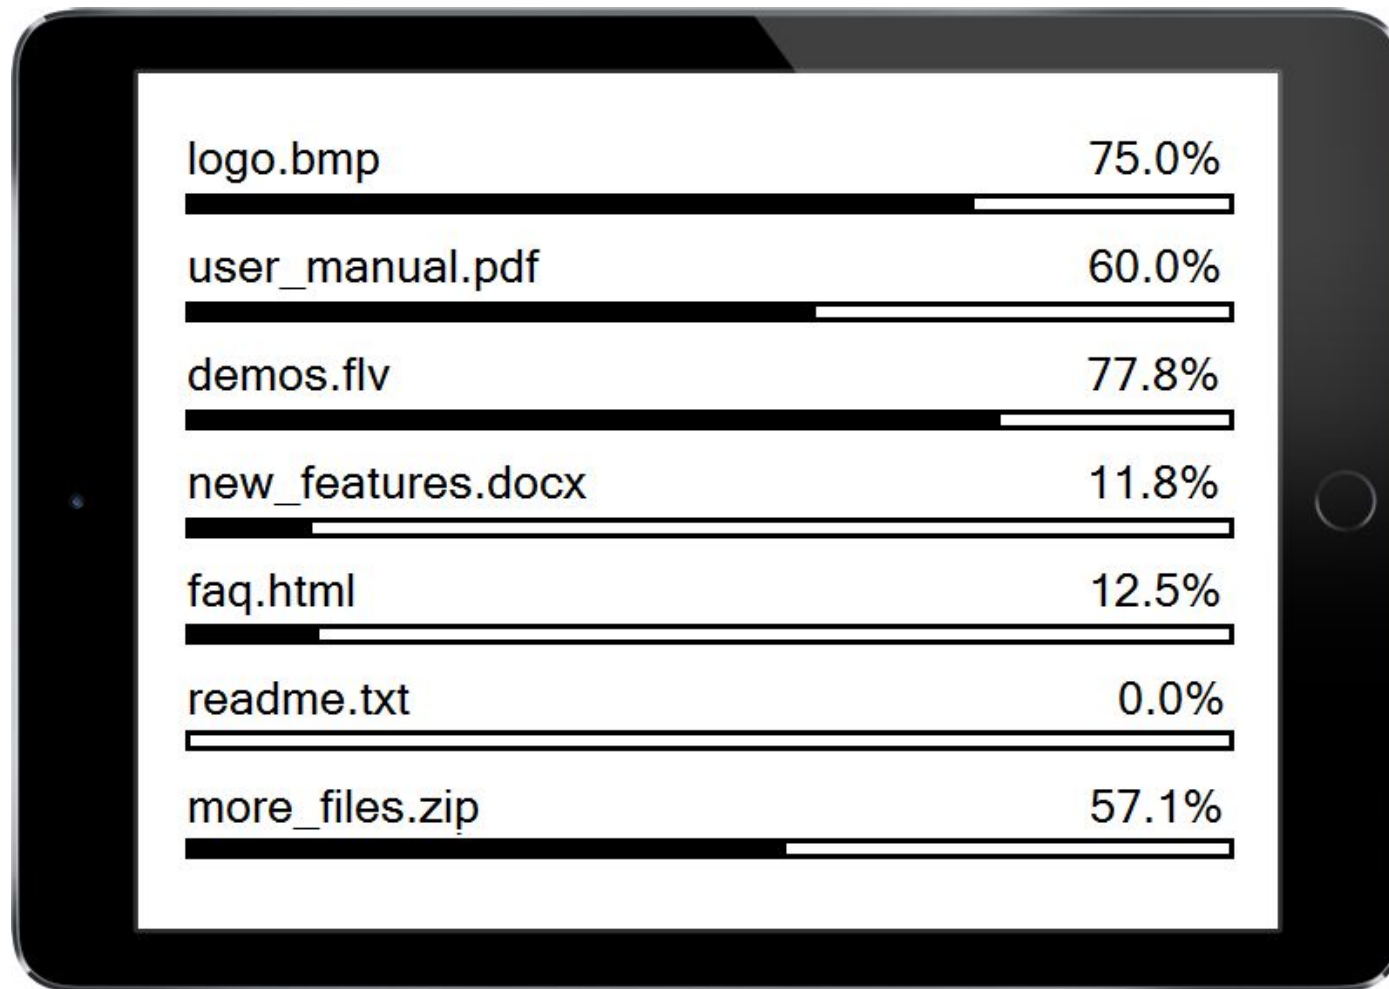 logo.bmp 75.0%
user_manual.pdf 60.0%
demos.flv 77.8%
new_features.docx 11.8%
faq.html 12.5%
readme.txt 0.0%
more_files.zip 57.1%